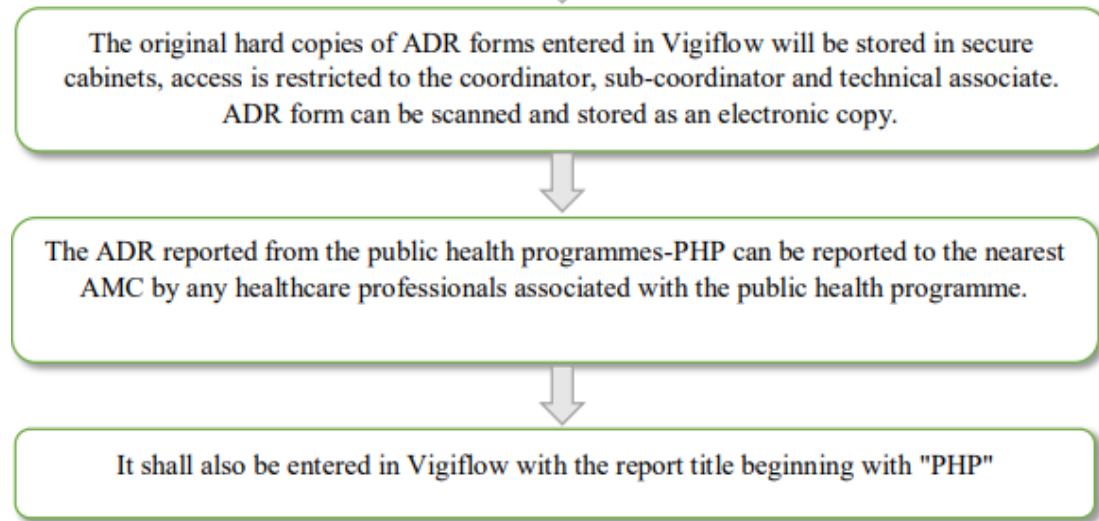 The original hard copies of ADR forms entered in Vigiflow will be stored in secure
cabinets, access is restricted to the coordinator, sub-coordinator and technical associate.
ADR form can be scanned and stored as an electronic copy.
The ADR reported from the public health programmes-PHP can be reported to the nearest
AMC by any healthcare professionals associated with the public health programme.
It shall also be entered in Vigiflow with the report title beginning with "PHP"